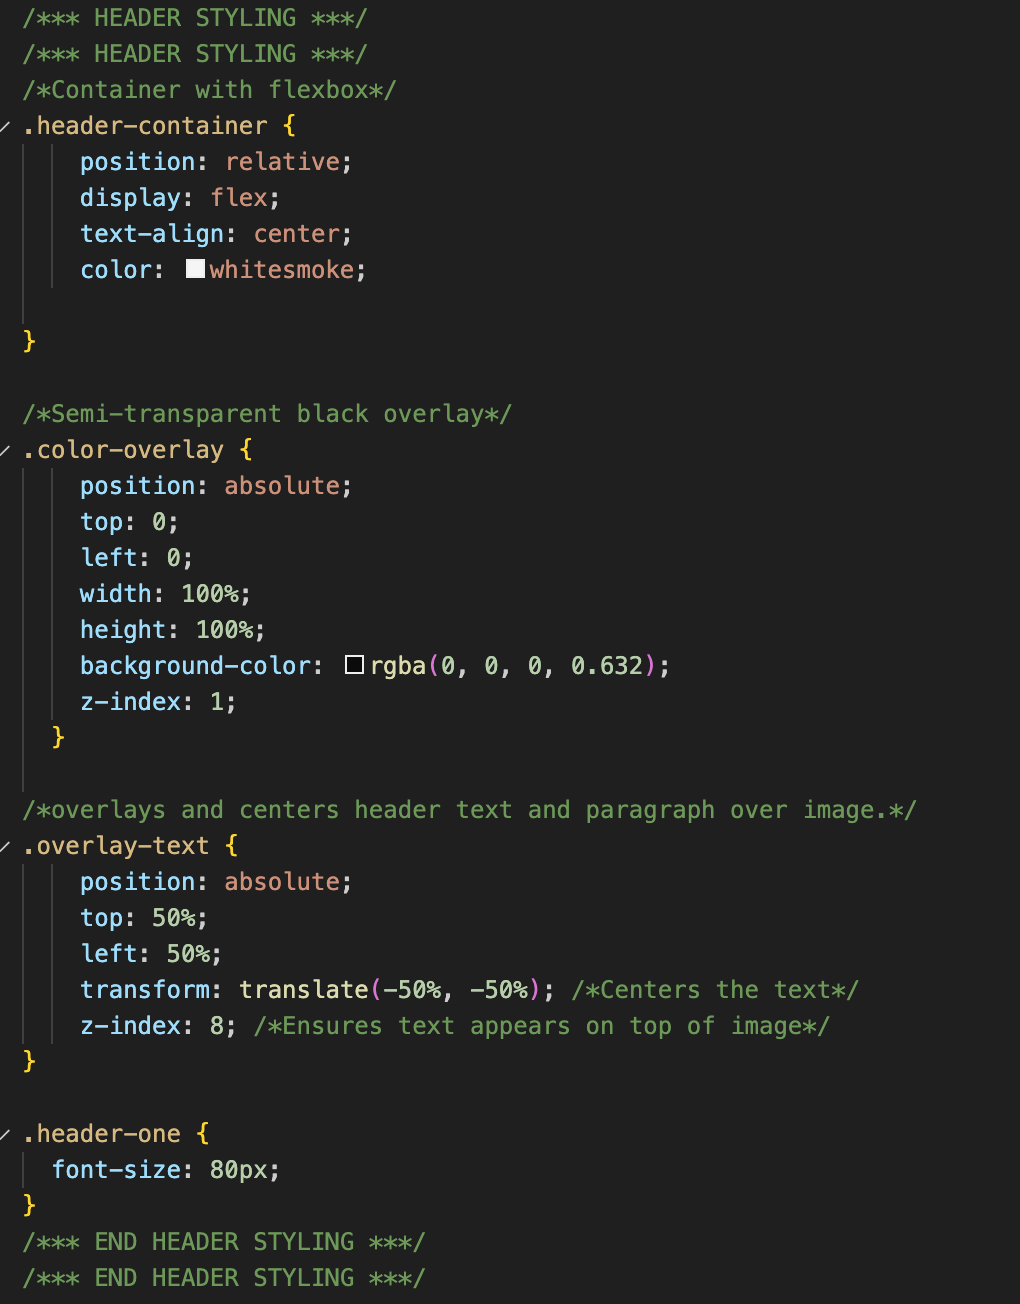 /*** HEADER STYLING ***/
/*** HEADER STYLING ***/
/*Container with flexbox*/
.header-container {
    position: relative;
    display: flex;
    text-align: center;
    color: whitesmoke;
}
/*Semi-transparent black overlay*/
.color-overlay {
    position: absolute;
    top: 0;
    left: 0;
    width: 100%;
    height: 100%;
    background-color: rgba(0, 0, 0, 0.632);
    z-index: 1;
  }
/*overlays and centers header text and paragraph over image.*/
.overlay-text {
    position: absolute;
    top: 50%;
    left: 50%;
    transform: translate(-50%, -50%); /*Centers the text*/
    z-index: 8; /*Ensures text appears on top of image*/
}
.header-one {
  font-size: 80px;
}
/*** END HEADER STYLING ***/
/*** END HEADER STYLING ***/